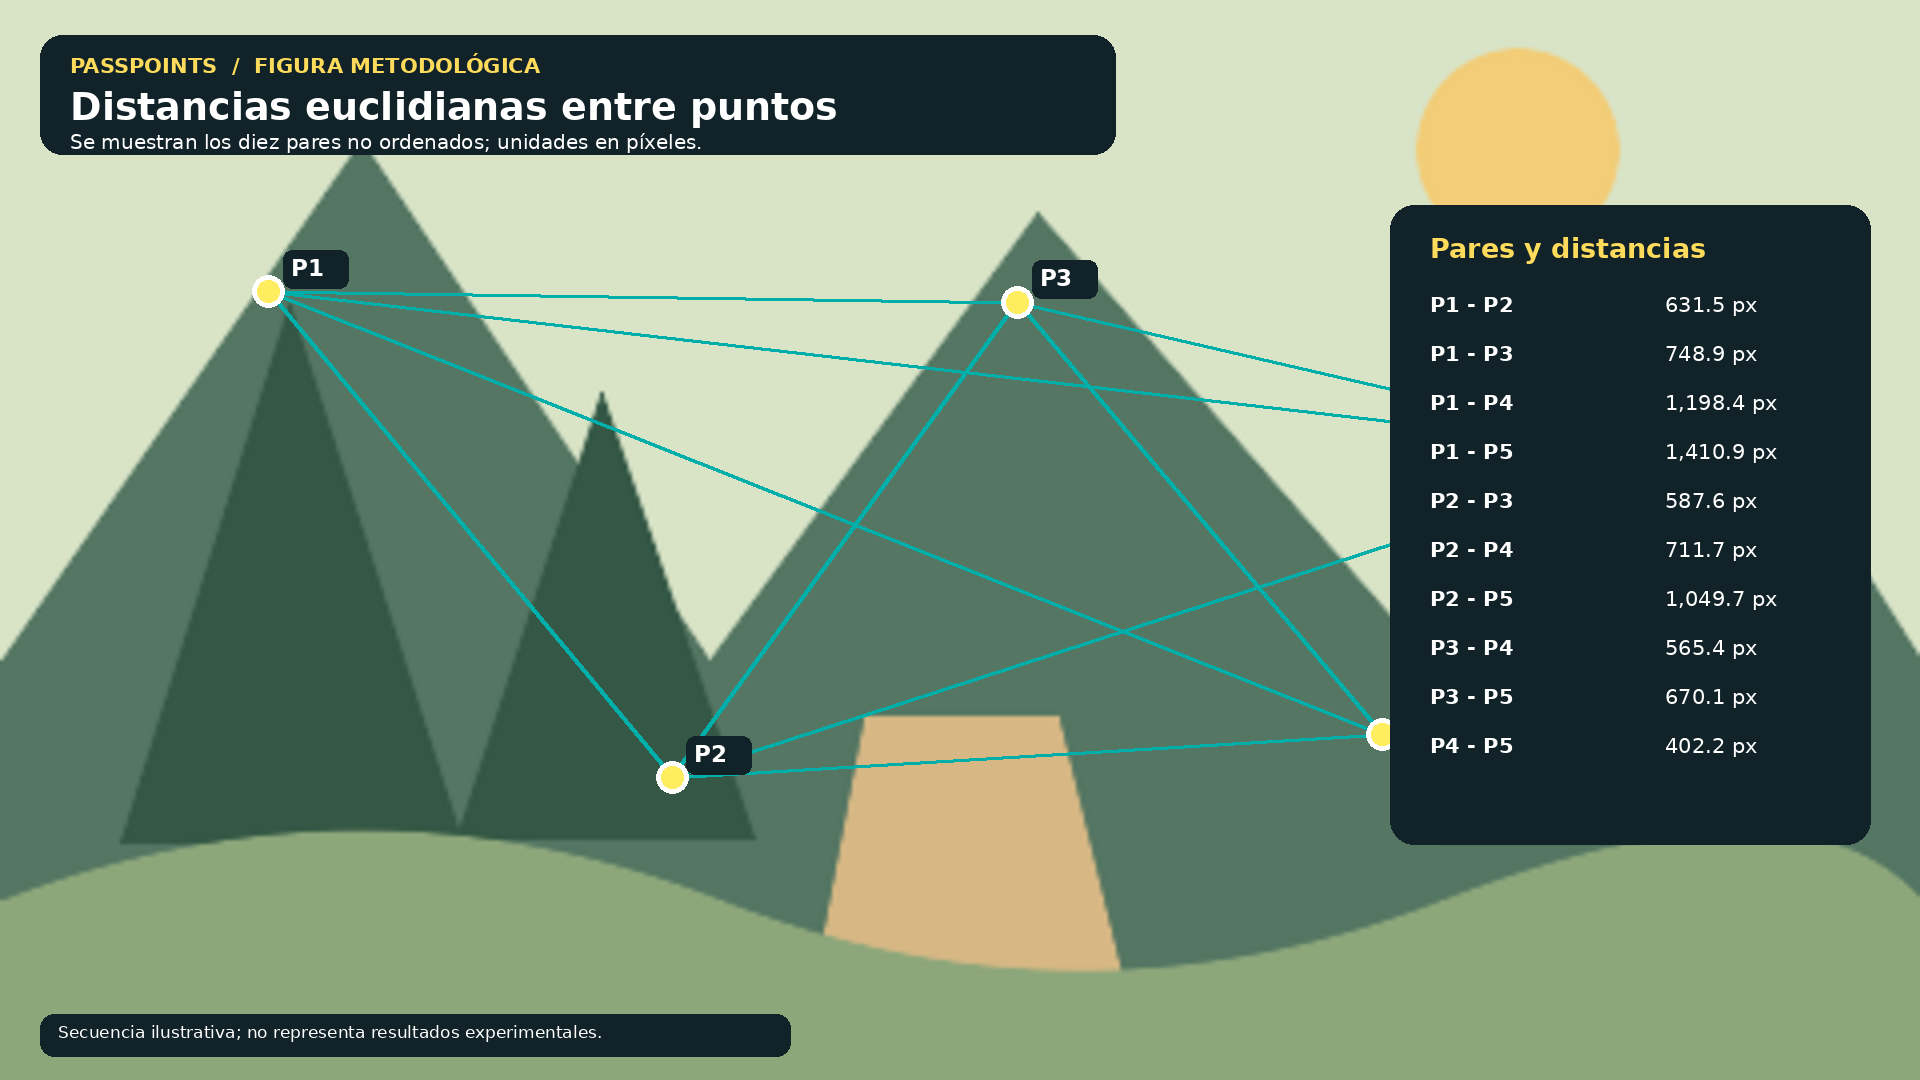 PASSPOINTS / FIGURA METODOLÓGICA
Distancias euclidianas entre puntos
Se muestran los diez pares no ordenados; unidades en píxeles.
P1
P3
P2
Pares y distancias
P1 - P2 631.5 px
P1 - P3 748.9 px
P1 - P4 1,198.4 px
P1 - P5 1,410.9 px
P2 - P3 587.6 px
P2 - P4 711.7 px
P2 - P5 1,049.7 px
P3 - P4 565.4 px
P3 - P5 670.1 px
P4 - P5 402.2 px
Secuencia ilustrativa; no representa resultados experimentales.